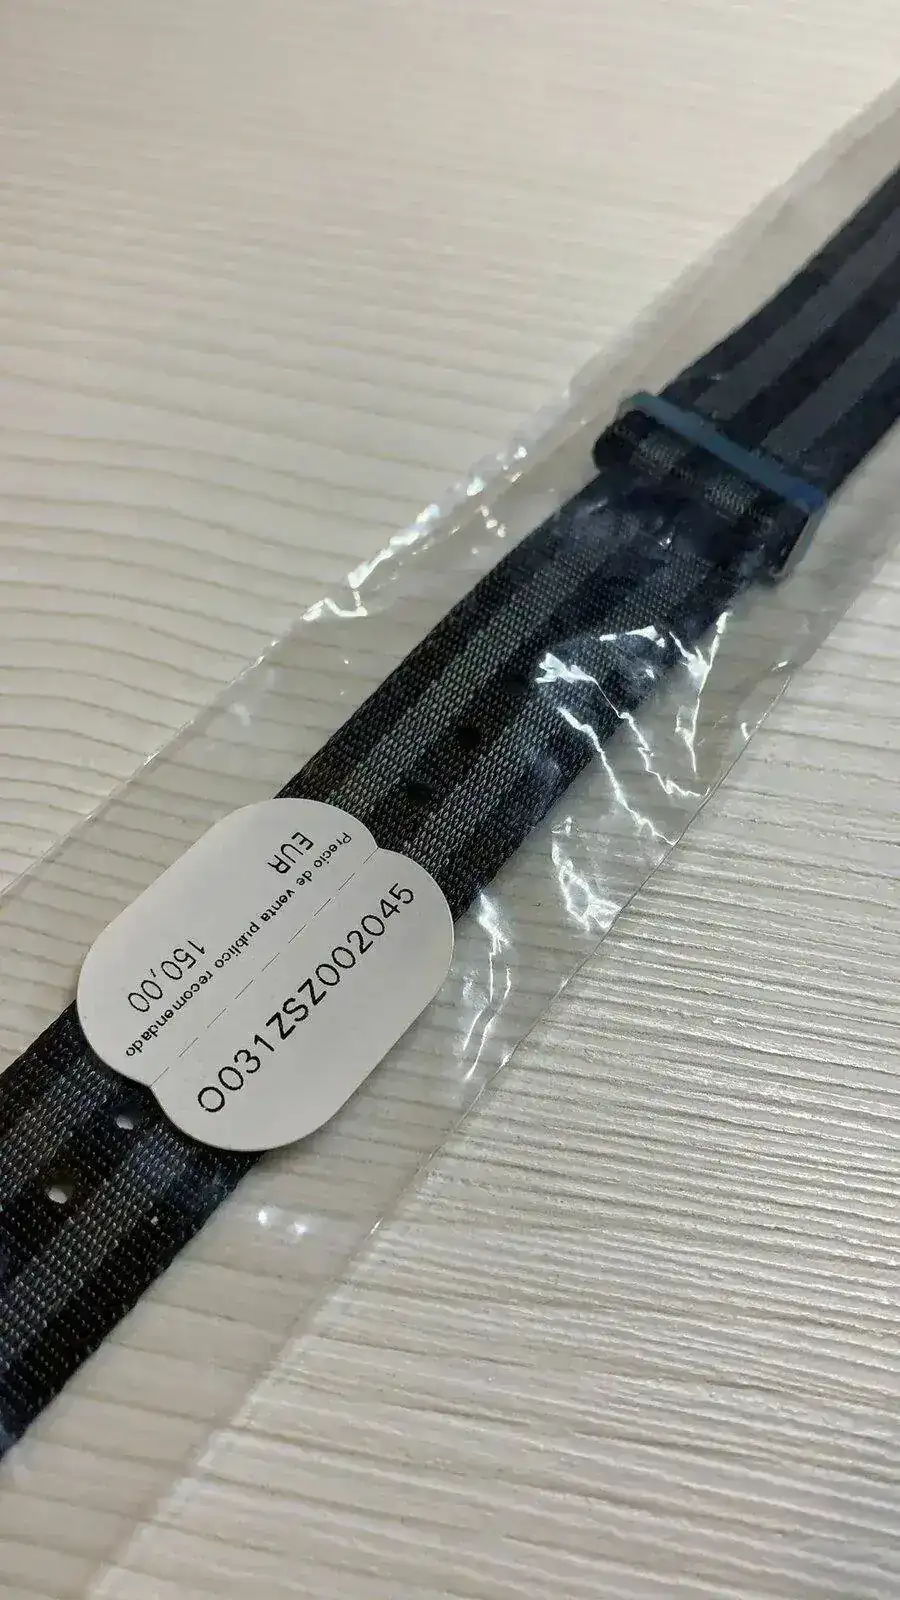 0031ZSZ002045
Precio de venta publico recomendado
EUR 150,00